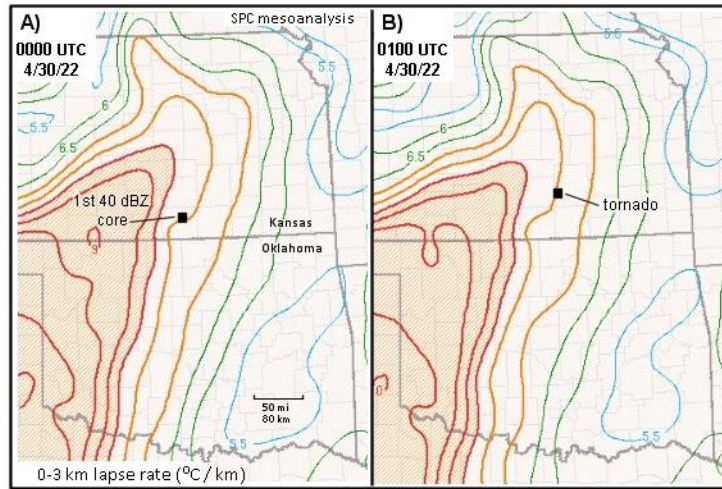 A)
SPC mesoanalysis
0000 UTC
4/30/22
5.5
5.5
6
6.5
1st 40 dBZ
core
Kansas
Oklahoma
9
50 mi
80 km
5.5
0-3 km lapse rate (°C / km)
B)
0100 UTC
4/30/22
5.5
6
6.5
tornado
5.5